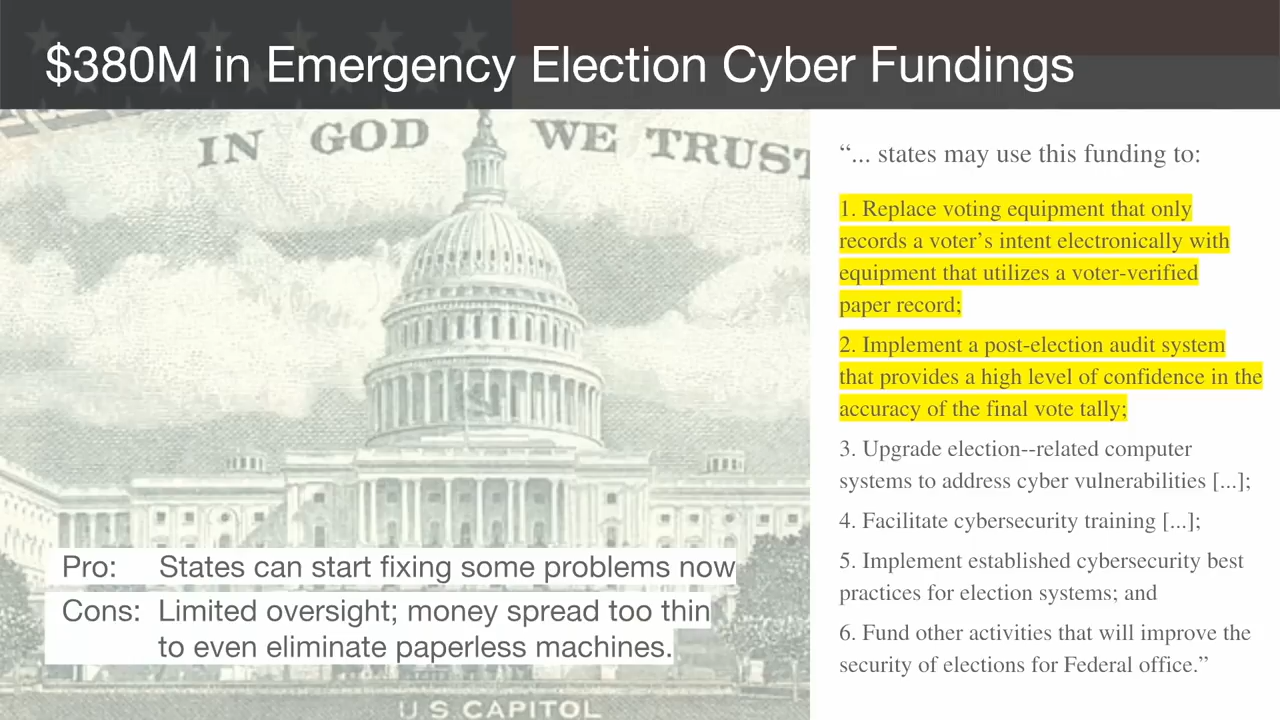 $380M in Emergency Election Cyber Fundings
IN GOD WE TRUST
“... states may use this funding to:
1. Replace voting equipment that only
records a voter’s intent electronically with
equipment that utilizes a voter-verified
paper record;
2. Implement a post-election audit system
that provides a high level of confidence in the
accuracy of the final vote tally;
3. Upgrade election--related computer
systems to address cyber vulnerabilities [...];
4. Facilitate cybersecurity training [...];
5. Implement established cybersecurity best
practices for election systems; and
6. Fund other activities that will improve the
security of elections for Federal office.”
Pro: States can start fixing some problems now
Cons: Limited oversight; money spread too thin
to even eliminate paperless machines.
U.S. CAPITOL